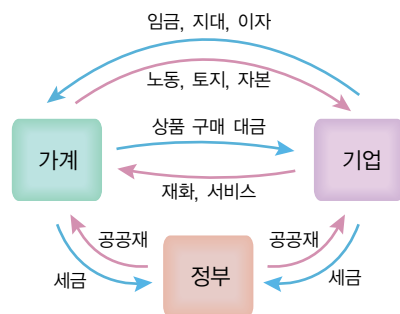 임금, 지대, 이자
노동, 토지, 자본
상품 구매 대금
가계
기업
재화, 서비스
공공재
공공재
정부
세금
세금